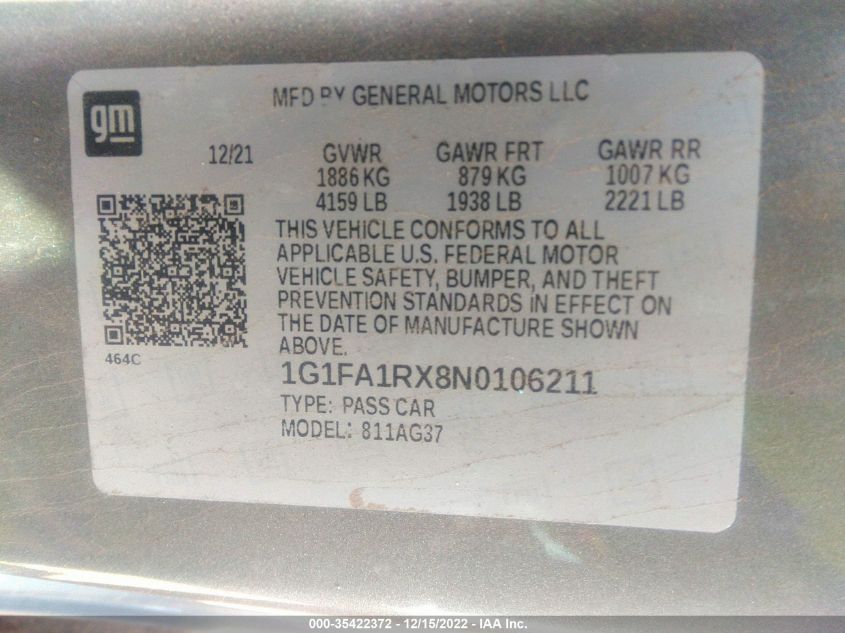 gm
MFD BY GENERAL MOTORS LLC
12/21 GVWR GAWR FRT GAWR RR
1886 KG 879 KG 1007 KG
4159 LB 1938 LB 2221 LB
THIS VEHICLE CONFORMS TO ALL
APPLICABLE U.S. FEDERAL MOTOR
VEHICLE SAFETY, BUMPER, AND THEFT
PREVENTION STANDARDS IN EFFECT ON
THE DATE OF MANUFACTURE SHOWN
ABOVE.
464C
1G1FA1RX8N0106211
TYPE: PASS CAR
MODEL: 811AG37
000-35422372 - 12/15/2022 - IAA Inc.